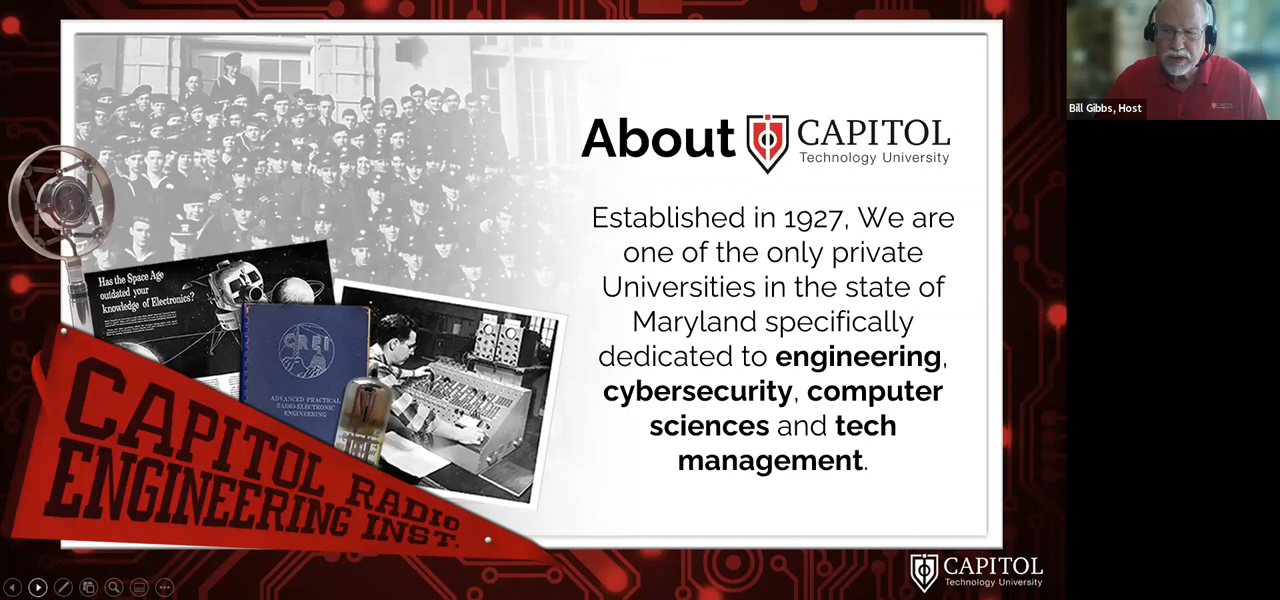 Bill Gibbs, Host
About CAPITOL
Technology University
Established in 1927, We are
one of the only private
Universities in the state of
Maryland specifically
dedicated to engineering,
cybersecurity, computer
sciences and tech
management.
Has the Space Age
outdated your
knowledge of Electronics?
CREI
ADVANCED PRACTICAL
RADIO-ELECTRONIC
ENGINEERING
CAPITOL RADIO
ENGINEERING INST.
CAPITOL
Technology University